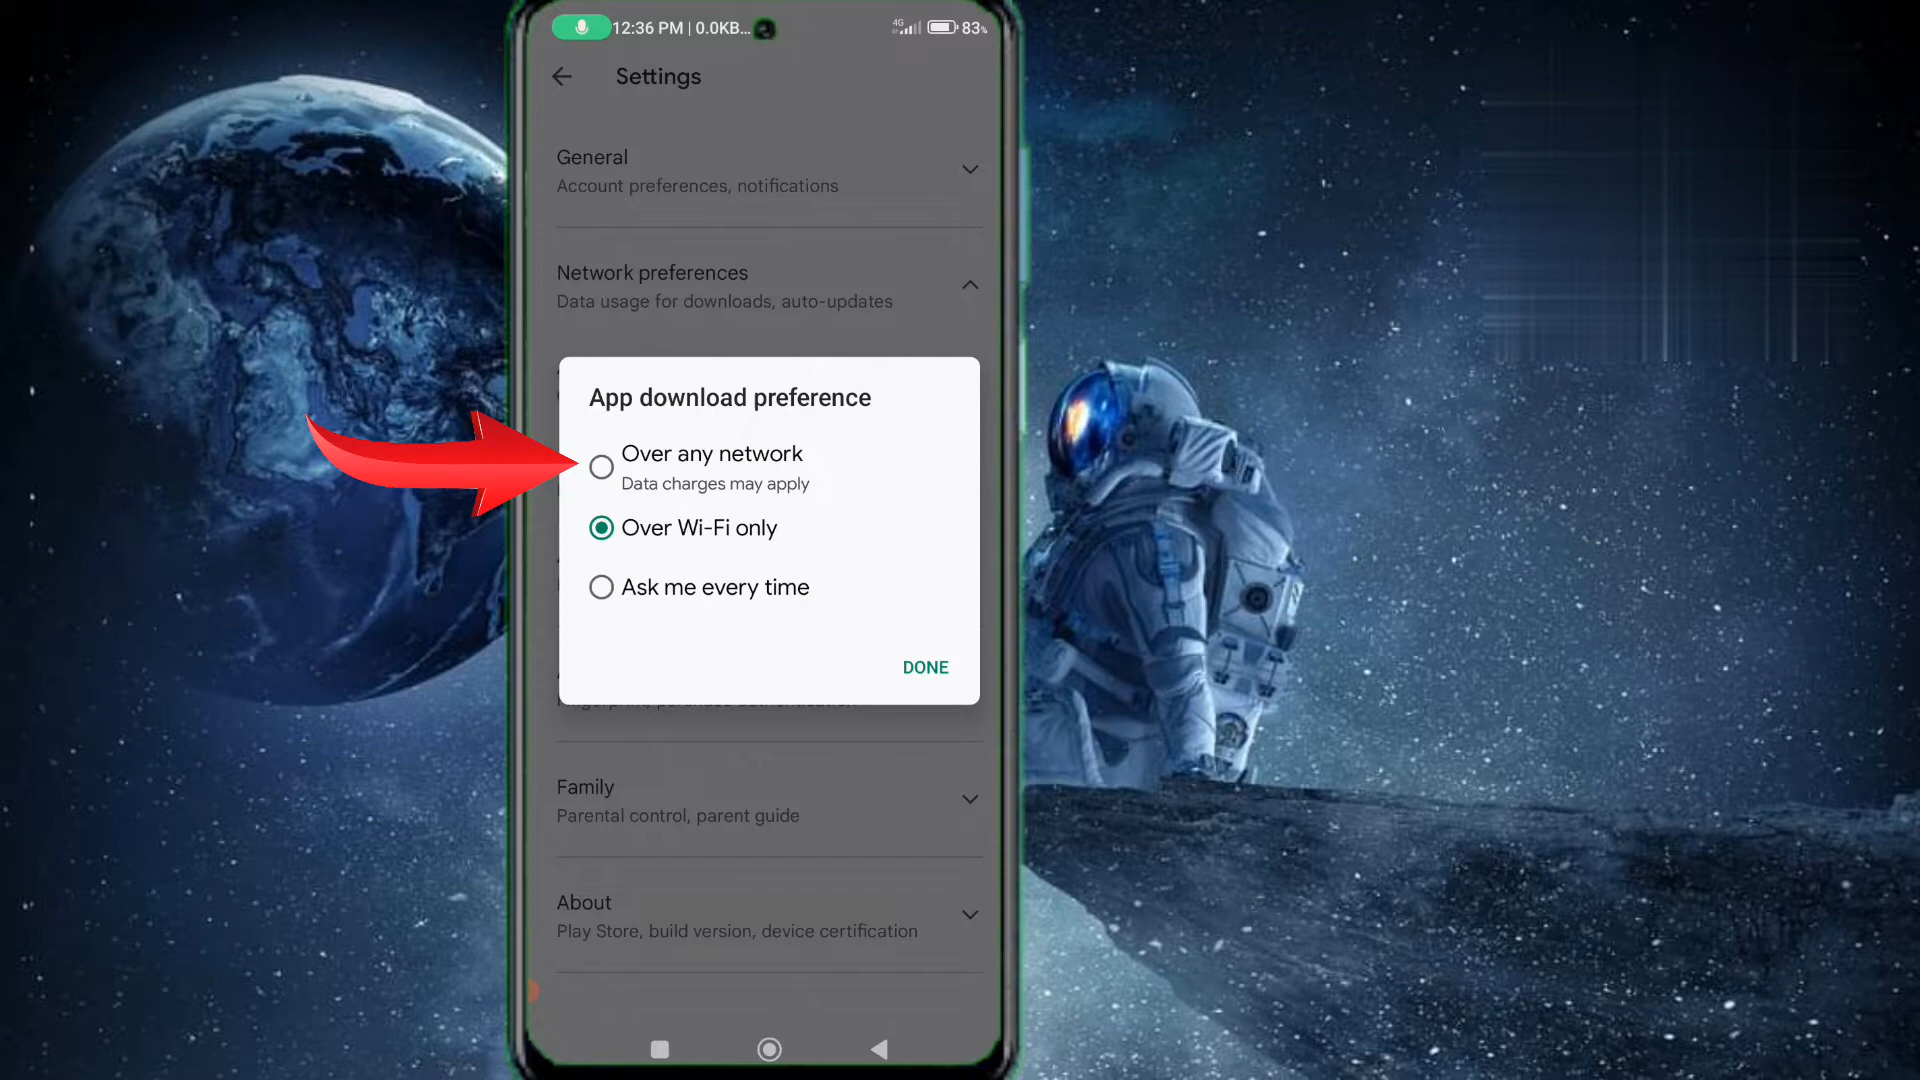 12:36 PM | 0.0KB... 4G 83%
Settings
General
Account preferences, notifications
Network preferences
Data usage for downloads, auto-updates
App download preference
Over any network
Data charges may apply
Over Wi-Fi only
Ask me every time
DONE
Family
Parental control, parent guide
About
Play Store, build version, device certification